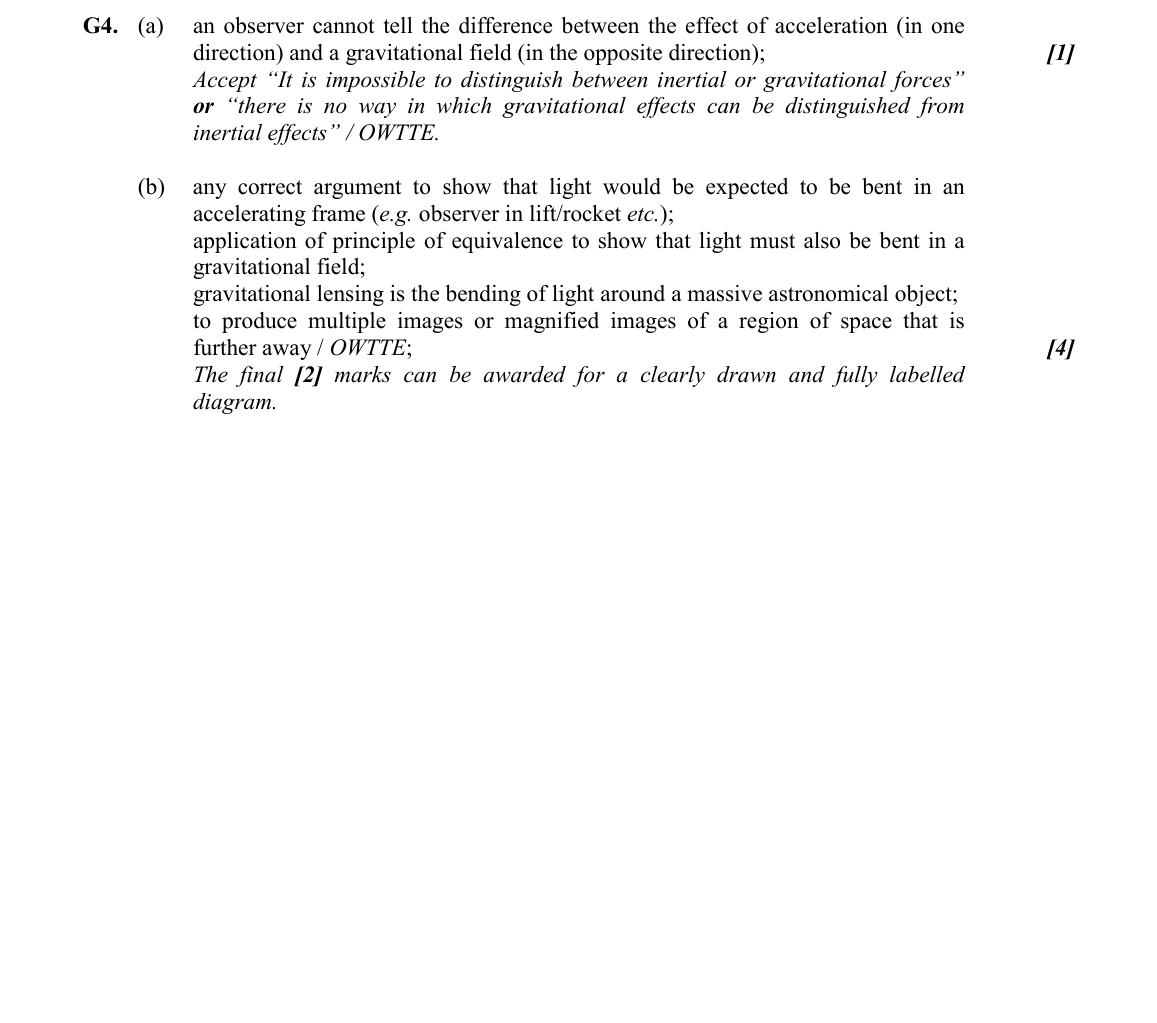 G4. (a) an observer cannot tell the difference between the effect of acceleration (in one
direction) and a gravitational field (in the opposite direction); [1]
Accept “It is impossible to distinguish between inertial or gravitational forces”
or “there is no way in which gravitational effects can be distinguished from
inertial effects” / OWTTE.
(b) any correct argument to show that light would be expected to be bent in an
accelerating frame (e.g. observer in lift/rocket etc.);
application of principle of equivalence to show that light must also be bent in a
gravitational field;
gravitational lensing is the bending of light around a massive astronomical object;
to produce multiple images or magnified images of a region of space that is
further away / OWTTE; [4]
The final [2] marks can be awarded for a clearly drawn and fully labelled
diagram.